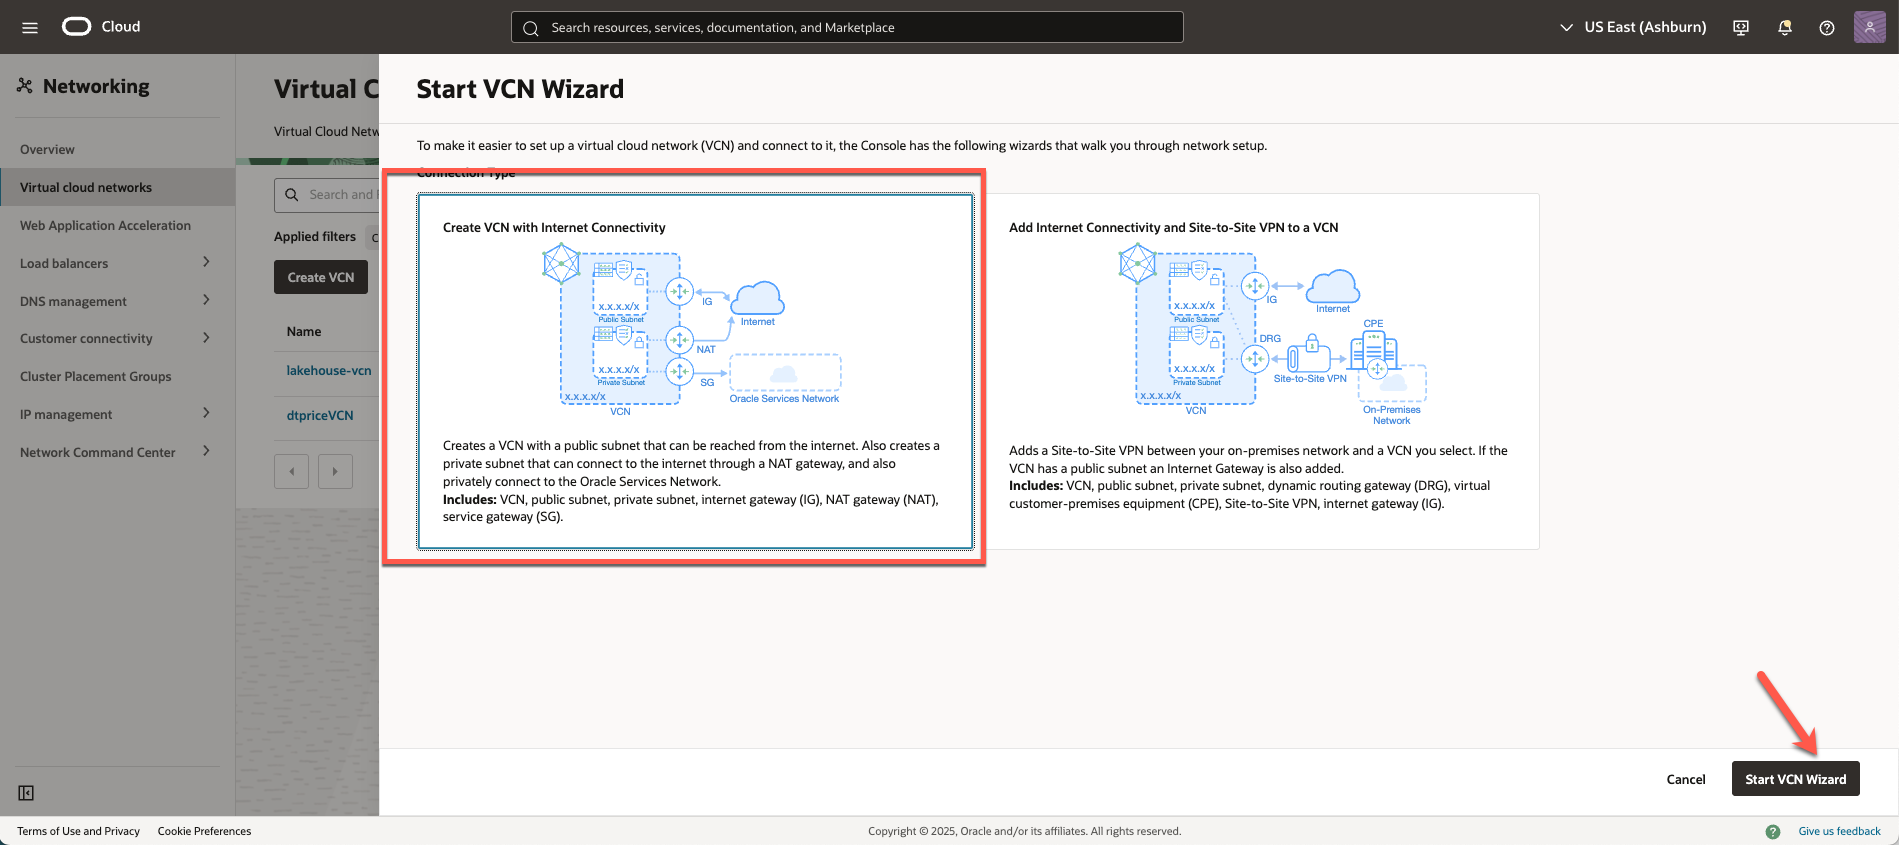 Cloud
Search resources, services, documentation, and Marketplace
US East (Ashburn)
Networking
Overview
Virtual cloud networks
Web Application Acceleration
Load balancers
DNS management
Customer connectivity
Cluster Placement Groups
IP management
Network Command Center
Virtual C
Virtual Cloud Netw
Search and
Applied filters
Create VCN
Name
lakehouse-vcn
dtpriceVCN
Start VCN Wizard
To make it easier to set up a virtual cloud network (VCN) and connect to it, the Console has the following wizards that walk you through network setup.
Connection Type
Create VCN with Internet Connectivity
x.x.x.x/x
Public Subnet
x.x.x.x/x
Private Subnet
x.x.x.x/x
VCN
IG
Internet
NAT
SG
Oracle Services Network
Creates a VCN with a public subnet that can be reached from the internet. Also creates a
private subnet that can connect to the internet through a NAT gateway, and also
privately connect to the Oracle Services Network.
Includes: VCN, public subnet, private subnet, internet gateway (IG), NAT gateway (NAT),
service gateway (SG).
Add Internet Connectivity and Site-to-Site VPN to a VCN
x.x.x.x/x
Public Subnet
x.x.x.x/x
Private Subnet
x.x.x.x/x
VCN
IG
Internet
DRG
CPE
Site-to-Site VPN
On-Premises
Network
Adds a Site-to-Site VPN between your on-premises network and a VCN you select. If the
VCN has a public subnet an Internet Gateway is also added.
Includes: VCN, public subnet, private subnet, dynamic routing gateway (DRG), virtual
customer-premises equipment (CPE), Site-to-Site VPN, internet gateway (IG).
Cancel
Start VCN Wizard
Terms of Use and Privacy
Cookie Preferences
Copyright © 2025, Oracle and/or its affiliates. All rights reserved.
Give us feedback